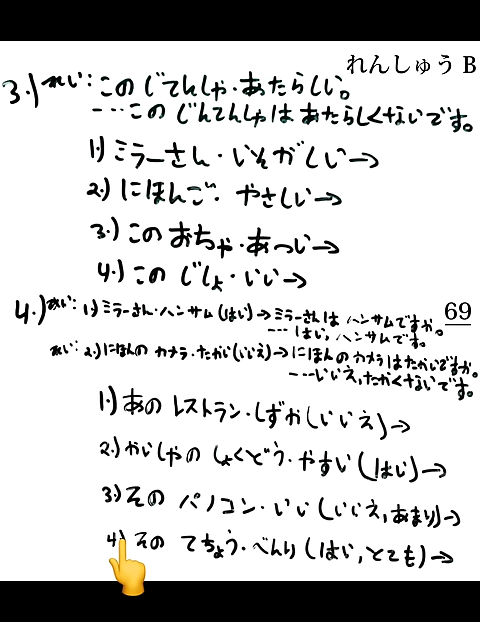 れんしゅう B
3.) れい: この じてんしゃ・あたらしい。
----この じんてんしゃは あたらしくないです。
1.) ミラーさん・いそがしい→
2.) にほんご・ やさしい→
3.) この おちゃ・あつい→
4.) この じしょ・いい→
69
4.) れい: 1.) ミラーさん・ハンサム (はい) → ミラーさんは ハンサムですか。
--- はい, ハンサムです。
れい: 2.) にほんの カメラ・たかい (いいえ) → にほんの カメラは たかいですか。
---いいえ, たかくないです。
1.) あの レストラン・しずか (いいえ) →
2.) かいしゃの しょくどう・やすい (はい) →
3.) その パソコン・いい (いいえ, あまり) →
4.) その てちょう・べんり (はい, とても) →